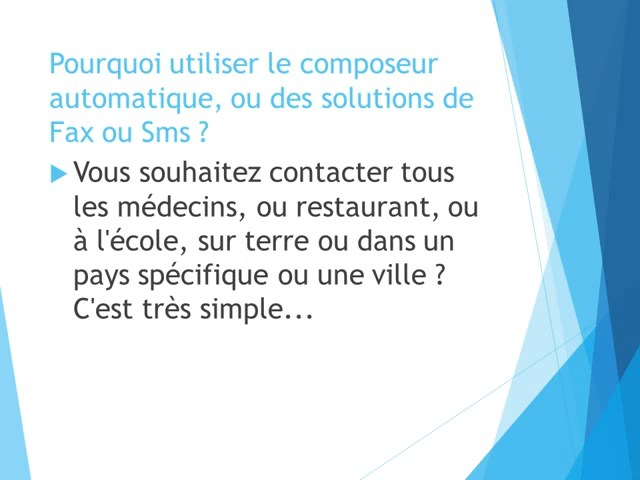 Pourquoi utiliser le composeur
automatique, ou des solutions de
Fax ou Sms ?
Vous souhaitez contacter tous
les médecins, ou restaurant, ou
à l'école, sur terre ou dans un
pays spécifique ou une ville ?
C'est très simple...